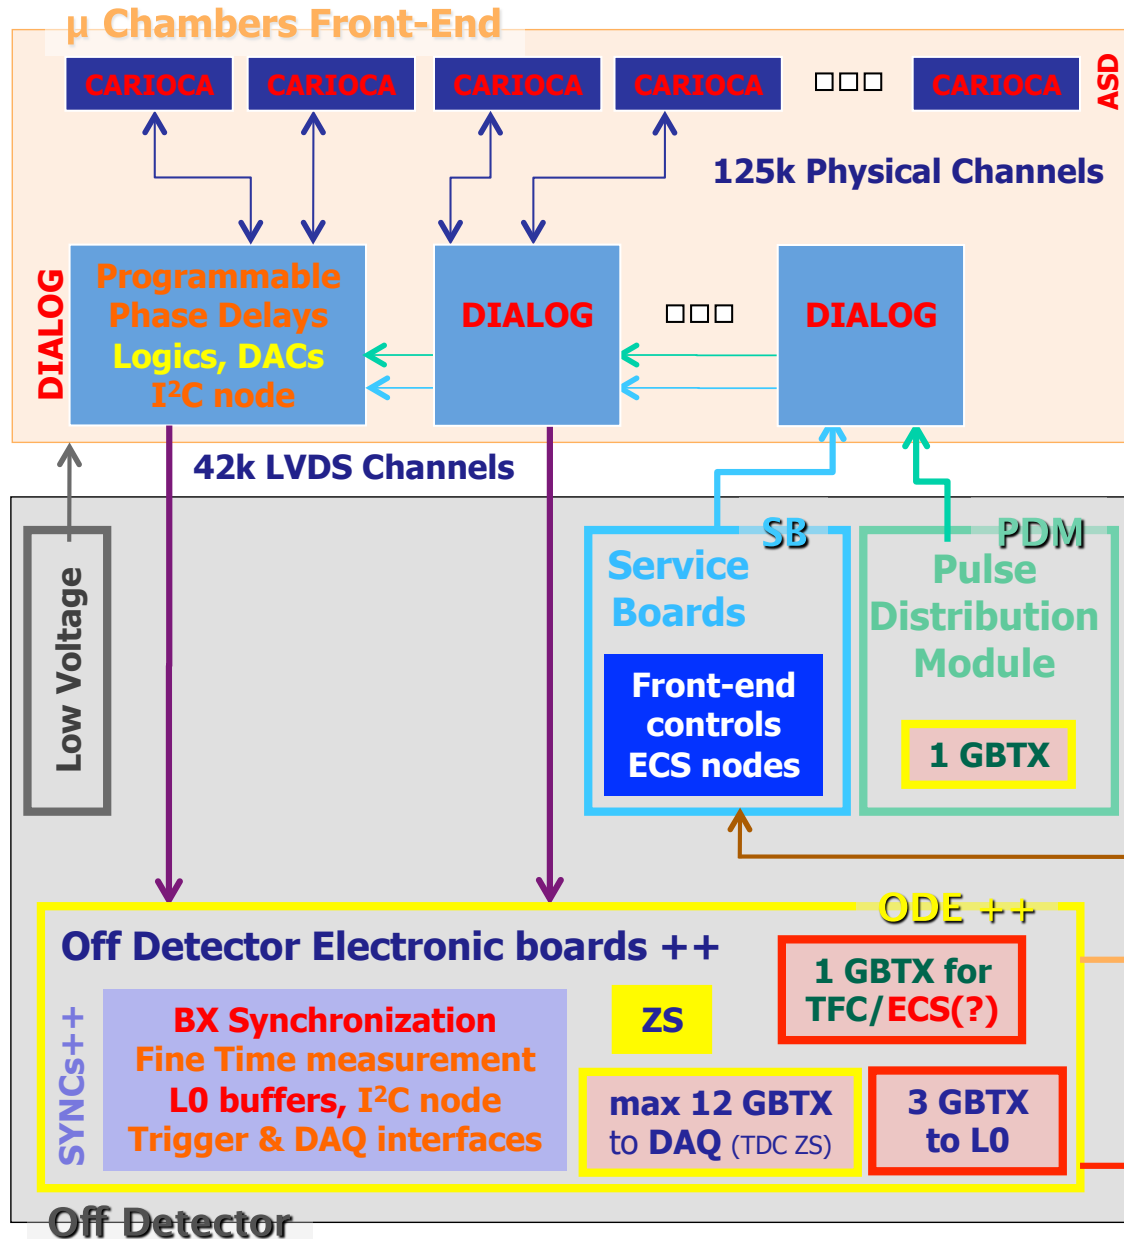 µ Chambers Front-End
CARIOCA
CARIOCA
CARIOCA
CARIOCA
CARIOCA
ASD
125k Physical Channels
DIALOG
Programmable
Phase Delays
Logics, DACs
I²C node
DIALOG
DIALOG
42k LVDS Channels
Low Voltage
SB
Service
Boards
Front-end
controls
ECS nodes
PDM
Pulse
Distribution
Module
1 GBTX
ODE ++
Off Detector Electronic boards ++
SYNCs++
BX Synchronization
Fine Time measurement
L0 buffers, I²C node
Trigger & DAQ interfaces
ZS
1 GBTX for
TFC/ECS(?)
max 12 GBTX
to DAQ (TDC ZS)
3 GBTX
to L0
Off Detector